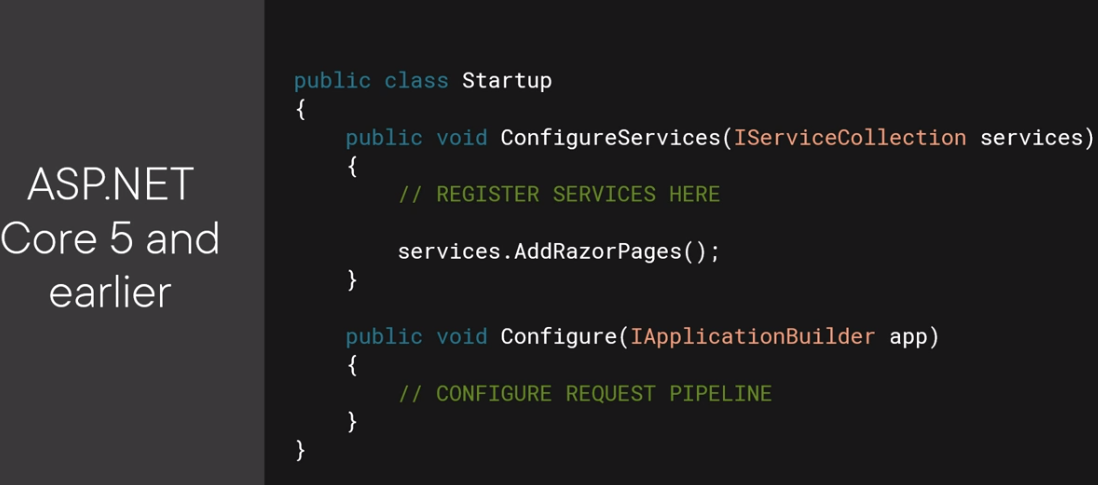 ASP.NET
Core 5 and
earlier
public class Startup
{
    public void ConfigureServices(IServiceCollection services)
    {
        // REGISTER SERVICES HERE

        services.AddRazorPages();
    }

    public void Configure(IApplicationBuilder app)
    {
        // CONFIGURE REQUEST PIPELINE
    }
}